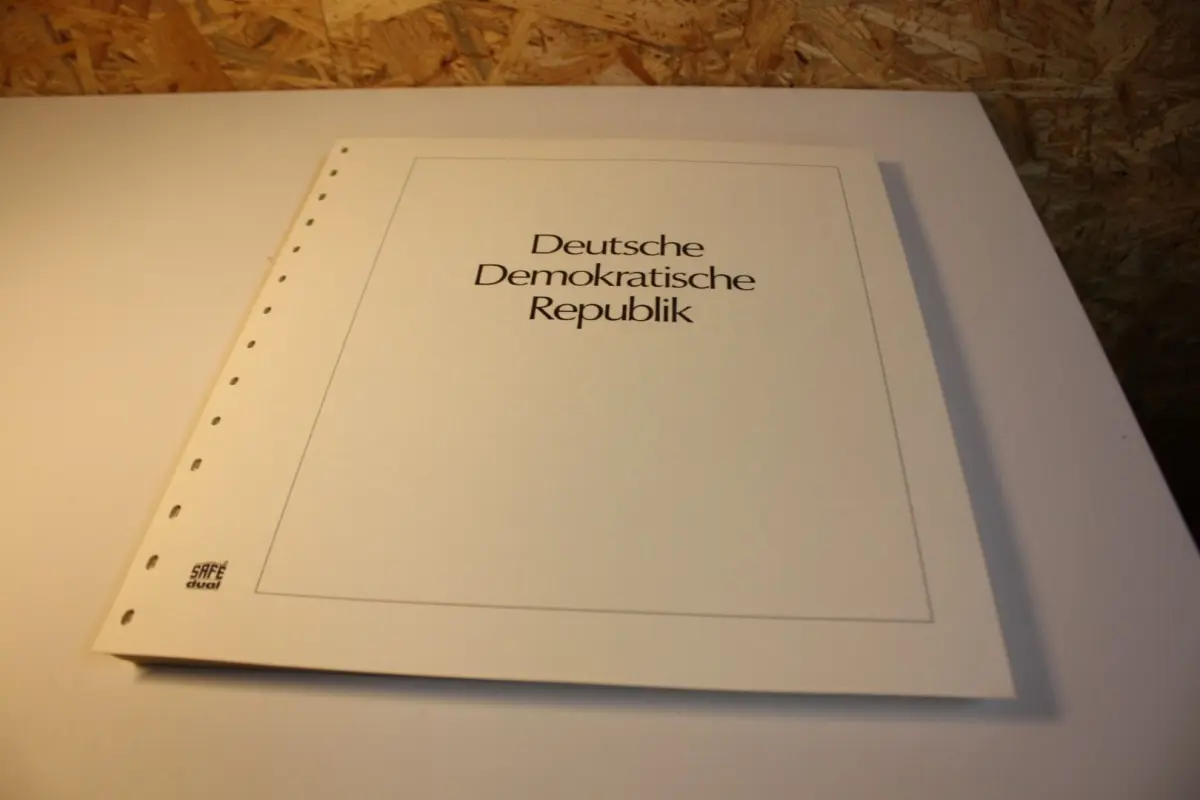 Deutsche
Demokratische
Republik
SAFE
dual